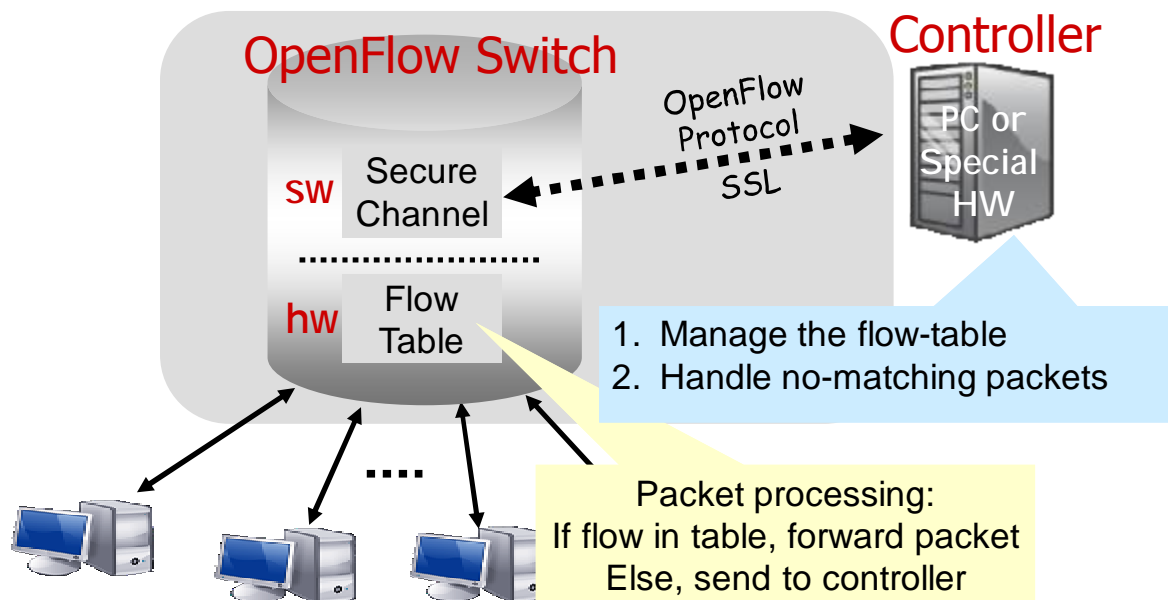 OpenFlow Switch
Controller
OpenFlow
Protocol
SSL
PC or
Special
HW
sw
Secure
Channel
hw
Flow
Table
1. Manage the flow-table
2. Handle no-matching packets
Packet processing:
If flow in table, forward packet
Else, send to controller